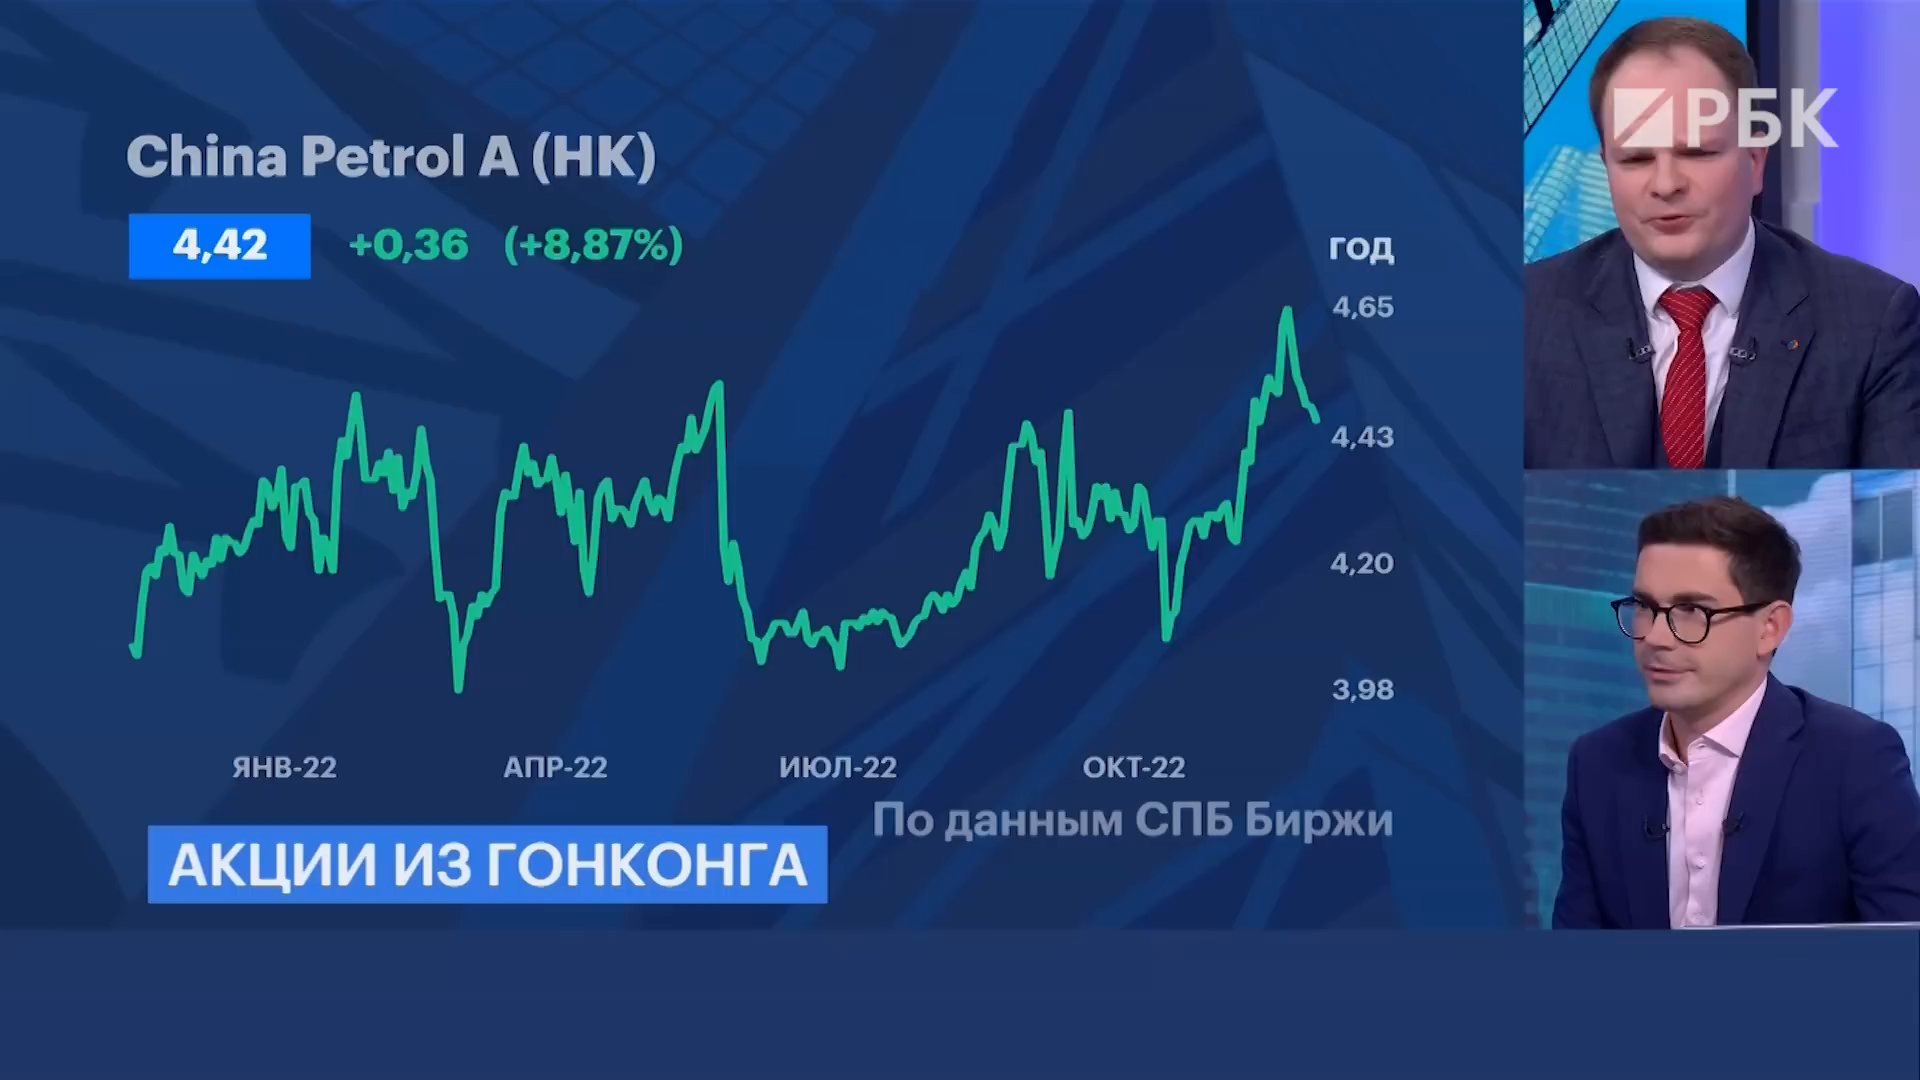 РБК
China Petrol A (HK)
4,42 +0,36 (+8,87%)
ГОД
4,65
4,43
4,20
3,98
ЯНВ-22 АПР-22 ИЮЛ-22 ОКТ-22
По данным СПБ Биржи
АКЦИИ ИЗ ГОНКОНГА